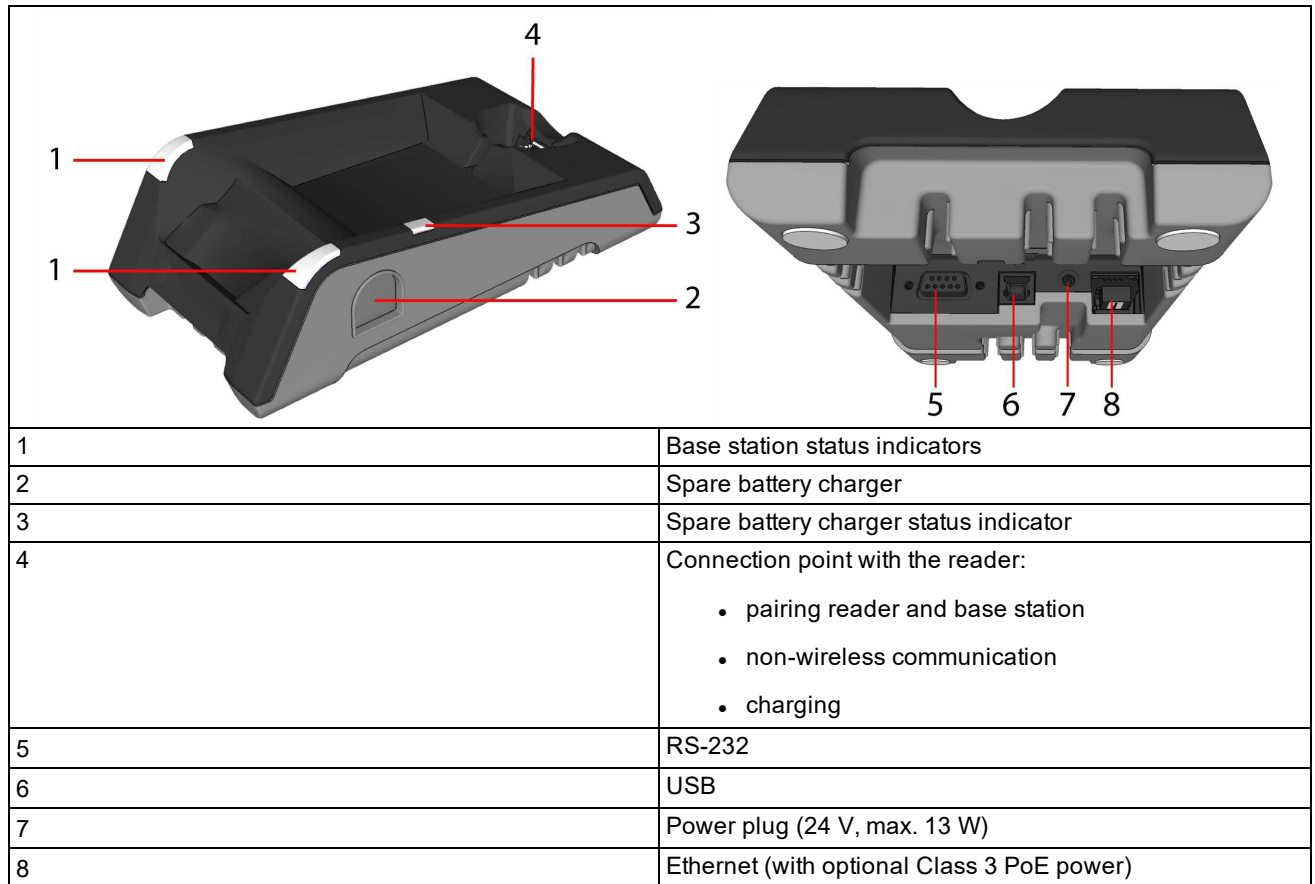 4
1
3
1
2
5 6 7 8
1 Base station status indicators
2 Spare battery charger
3 Spare battery charger status indicator
4 Connection point with the reader:
• pairing reader and base station
• non-wireless communication
• charging
5 RS-232
6 USB
7 Power plug (24 V, max. 13 W)
8 Ethernet (with optional Class 3 PoE power)